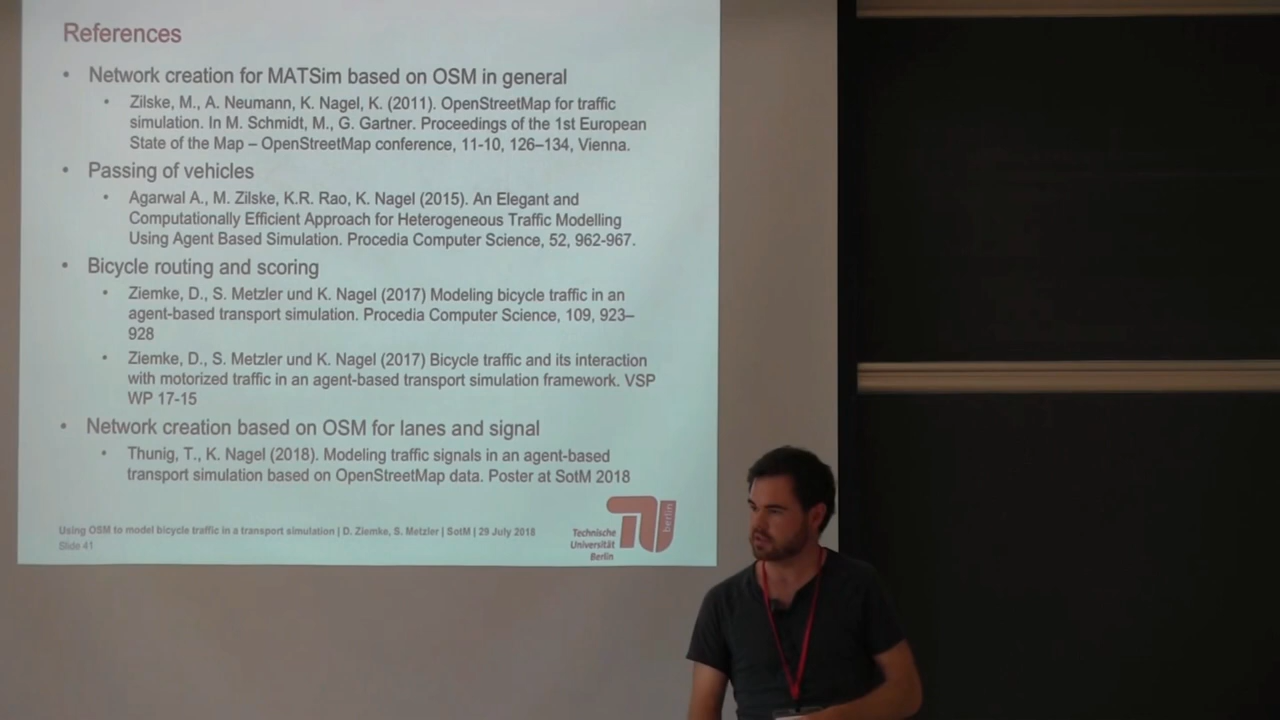 References
• Network creation for MATSim based on OSM in general
• Zilske, M., A. Neumann, K. Nagel, K. (2011). OpenStreetMap for traffic
simulation. In M. Schmidt, M., G. Gartner. Proceedings of the 1st European
State of the Map – OpenStreetMap conference, 11-10, 126–134, Vienna.
• Passing of vehicles
• Agarwal A., M. Zilske, K.R. Rao, K. Nagel (2015). An Elegant and
Computationally Efficient Approach for Heterogeneous Traffic Modelling
Using Agent Based Simulation. Procedia Computer Science, 52, 962-967.
• Bicycle routing and scoring
• Ziemke, D., S. Metzler und K. Nagel (2017) Modeling bicycle traffic in an
agent-based transport simulation. Procedia Computer Science, 109, 923–
928
• Ziemke, D., S. Metzler und K. Nagel (2017) Bicycle traffic and its interaction
with motorized traffic in an agent-based transport simulation framework. VSP
WP 17-15
• Network creation based on OSM for lanes and signal
• Thunig, T., K. Nagel (2018). Modeling traffic signals in an agent-based
transport simulation based on OpenStreetMap data. Poster at SotM 2018
Using OSM to model bicycle traffic in a transport simulation | D. Ziemke, S. Metzler | SotM | 29 July 2018
Slide 41
Technische
Universität
Berlin
berlin